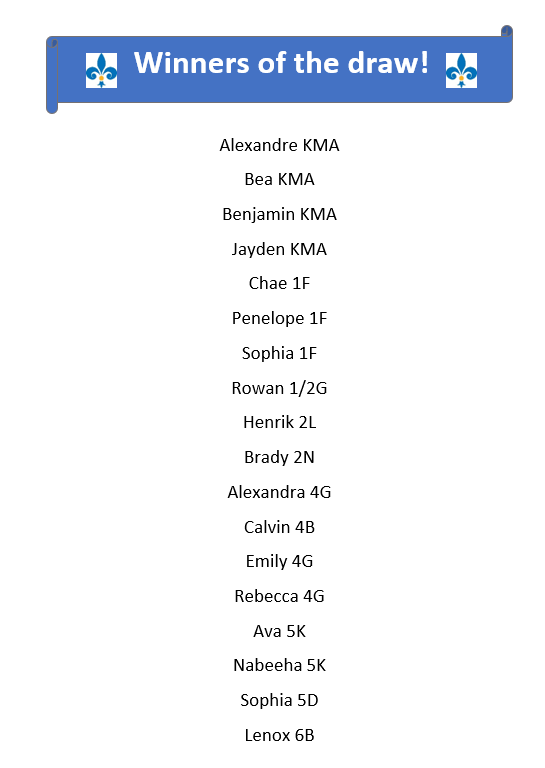 Winners of the draw!
Alexandre KMA
Bea KMA
Benjamin KMA
Jayden KMA
Chae 1F
Penelope 1F
Sophia 1F
Rowan 1/2G
Henrik 2L
Brady 2N
Alexandra 4G
Calvin 4B
Emily 4G
Rebecca 4G
Ava 5K
Nabeeha 5K
Sophia 5D
Lenox 6B